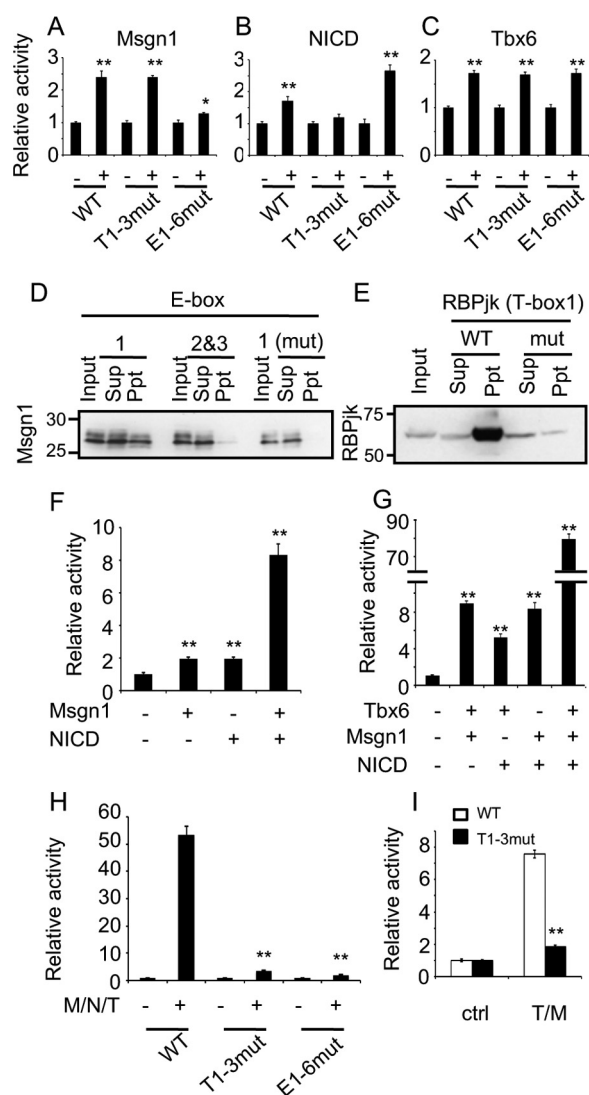 A Msgn1
B NICD
C Tbx6
Relative activity
3 2 1 0
3 2 1 0
2 1 0
** ** *
** **
** ** **
- + - + - +
- + - + - +
- + - + - +
WT T1-3mut E1-6mut
WT T1-3mut E1-6mut
WT T1-3mut E1-6mut
D E-box
1 2&3 1 (mut)
Input Sup Ppt Input Sup Ppt Input Sup Ppt
Msgn1
30
25
E RBPjk (T-box1)
WT mut
Input Sup Ppt Sup Ppt
RBPjk
75
50
F
Relative activity
10
8
6
4
2
0
** ** **
Msgn1 - + - +
NICD - - + +
G
Relative activity
90
70
8
4
0
** ** ** **
Tbx6 - + + - +
Msgn1 - + - + +
NICD - - + + +
H
Relative activity
60
50
40
30
20
10
0
** **
M/N/T - + - + - +
WT T1-3mut E1-6mut
I
WT
T1-3mut
Relative activity
8
6
4
2
0
**
ctrl T/M